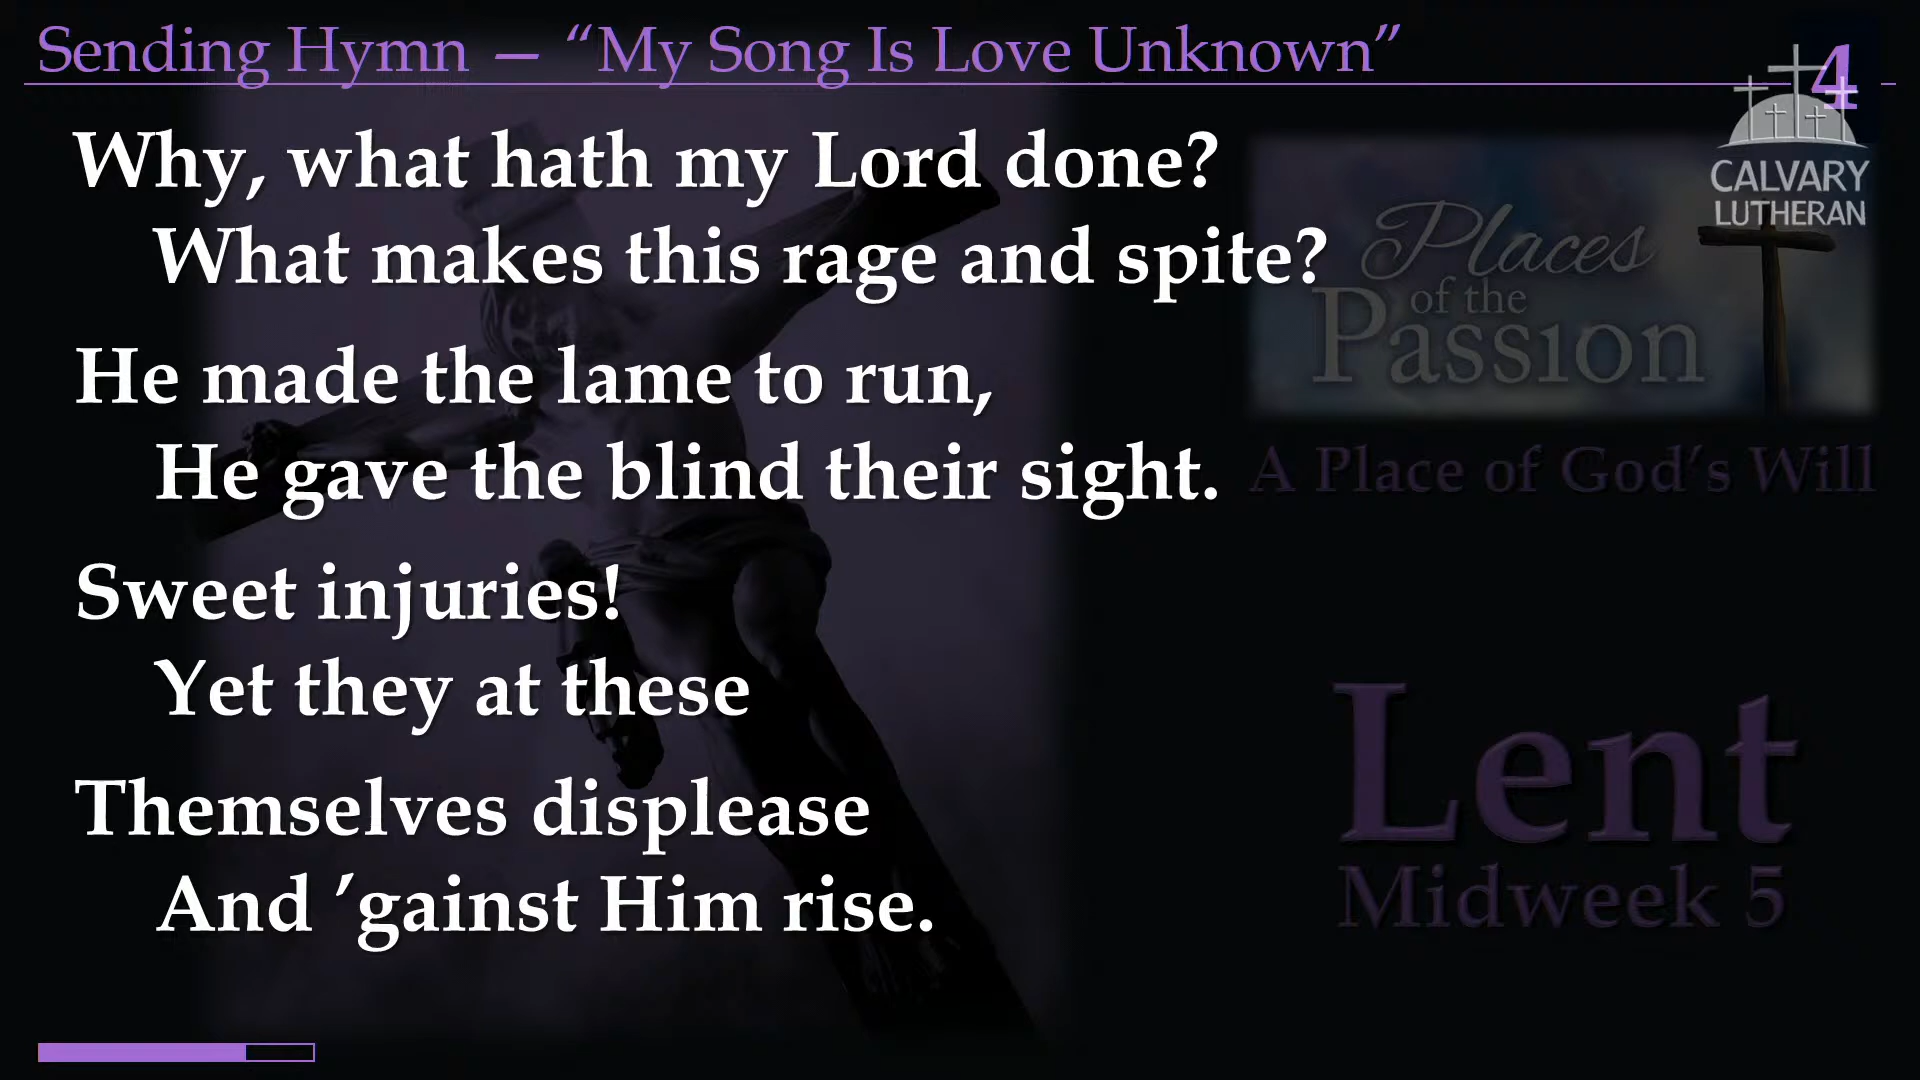 Sending Hymn — “My Song Is Love Unknown”
4
CALVARY
LUTHERAN
Why, what hath my Lord done?
What makes this rage and spite?
He made the lame to run,
He gave the blind their sight.
Sweet injuries!
Yet they at these
Themselves displease
And ’gainst Him rise.
Places
of the
Passion
A Place of God’s Will
Lent
Midweek 5